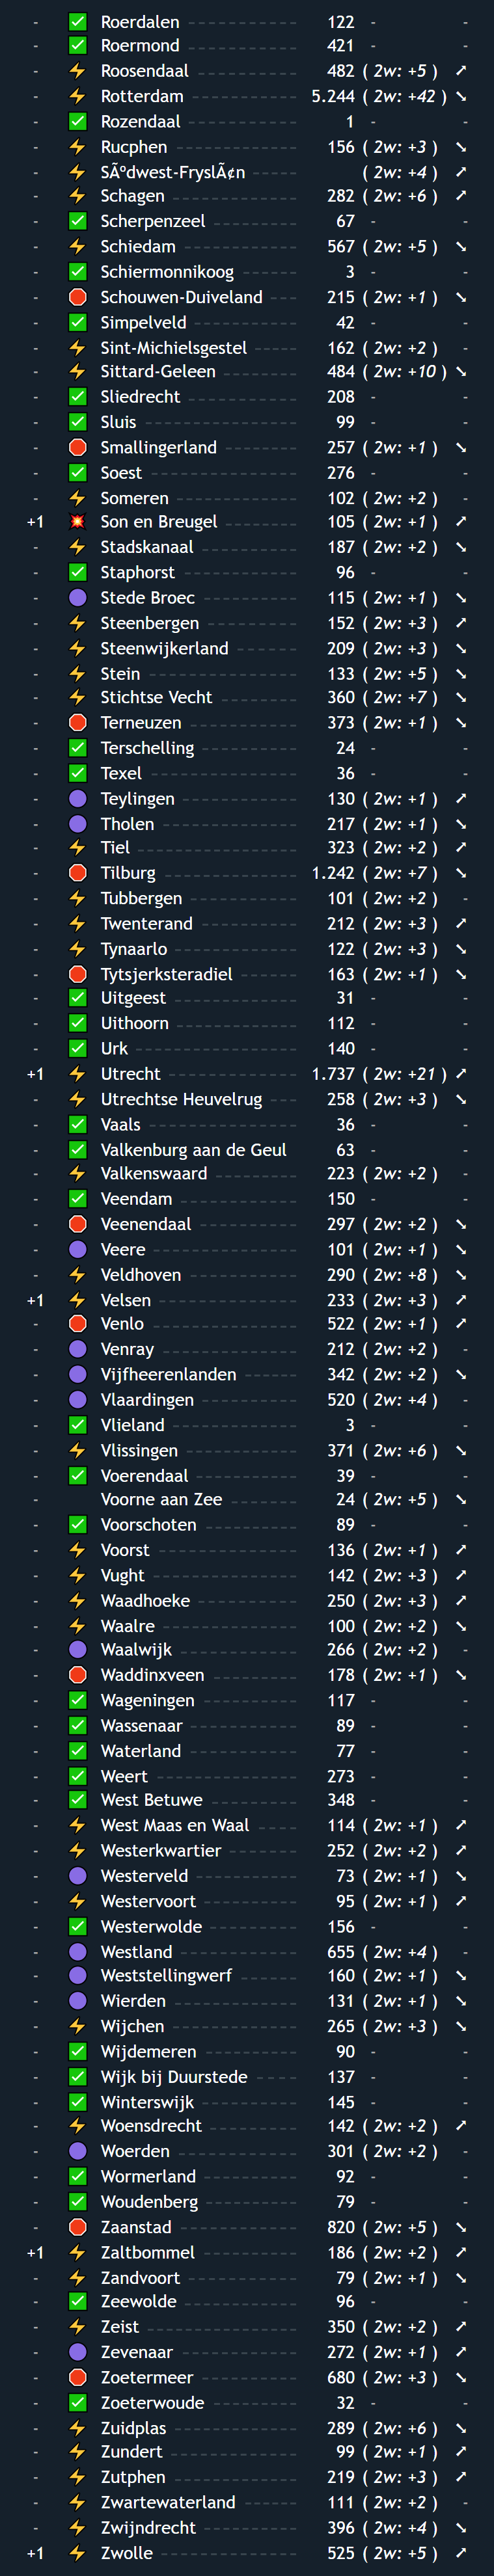 - ✅ Roerdalen 122 - -
- ✅ Roermond 421 - -
- ⚡ Roosendaal 482 ( 2w: +5 ) ➚
- ⚡ Rotterdam 5.244 ( 2w: +42 ) ➘
- ✅ Rozendaal 1 - -
- ⚡ Rucphen 156 ( 2w: +3 ) ➘
- ⚡ SÃºdwest-FryslÃ¢n ( 2w: +4 ) ➚
- ⚡ Schagen 282 ( 2w: +6 ) ➚
- ✅ Scherpenzeel 67 - -
- ⚡ Schiedam 567 ( 2w: +5 ) ➘
- ✅ Schiermonnikoog 3 - -
- 🛑 Schouwen-Duiveland 215 ( 2w: +1 ) ➘
- ✅ Simpelveld 42 - -
- ⚡ Sint-Michielsgestel 162 ( 2w: +2 ) -
- ⚡ Sittard-Geleen 484 ( 2w: +10 ) ➘
- ✅ Sliedrecht 208 - -
- ✅ Sluis 99 - -
- 🛑 Smallingerland 257 ( 2w: +1 ) ➘
- ✅ Soest 276 - -
- ⚡ Someren 102 ( 2w: +2 ) -
+1 💥 Son en Breugel 105 ( 2w: +1 ) ➚
- ⚡ Stadskanaal 187 ( 2w: +2 ) ➘
- ✅ Staphorst 96 - -
- 🟣 Stede Broec 115 ( 2w: +1 ) ➘
- ⚡ Steenbergen 152 ( 2w: +3 ) ➚
- ⚡ Steenwijkerland 209 ( 2w: +3 ) ➘
- ⚡ Stein 133 ( 2w: +5 ) ➘
- ⚡ Stichtse Vecht 360 ( 2w: +7 ) ➘
- 🛑 Terneuzen 373 ( 2w: +1 ) ➘
- ✅ Terschelling 24 - -
- ✅ Texel 36 - -
- 🟣 Teylingen 130 ( 2w: +1 ) ➚
- 🟣 Tholen 217 ( 2w: +1 ) ➘
- ⚡ Tiel 323 ( 2w: +2 ) ➚
- 🛑 Tilburg 1.242 ( 2w: +7 ) ➘
- ⚡ Tubbergen 101 ( 2w: +2 ) -
- ⚡ Twenterand 212 ( 2w: +3 ) ➚
- ⚡ Tynaarlo 122 ( 2w: +3 ) ➘
- 🛑 Tytsjerksteradiel 163 ( 2w: +1 ) ➘
- ✅ Uitgeest 31 - -
- ✅ Uithoorn 112 - -
- ✅ Urk 140 - -
+1 ⚡ Utrecht 1.737 ( 2w: +21 ) ➚
- ⚡ Utrechtse Heuvelrug 258 ( 2w: +3 ) ➘
- ✅ Vaals 36 - -
- ✅ Valkenburg aan de Geul 63 - -
- ⚡ Valkenswaard 223 ( 2w: +2 ) -
- ✅ Veendam 150 - -
- 🛑 Veenendaal 297 ( 2w: +2 ) ➘
- 🟣 Veere 101 ( 2w: +1 ) ➘
- ⚡ Veldhoven 290 ( 2w: +8 ) ➘
+1 ⚡ Velsen 233 ( 2w: +3 ) ➚
- 🛑 Venlo 522 ( 2w: +1 ) ➚
- 🟣 Venray 212 ( 2w: +2 ) -
- 🟣 Vijfheerenlanden 342 ( 2w: +2 ) ➘
- 🟣 Vlaardingen 520 ( 2w: +4 ) -
- ✅ Vlieland 3 - -
- ⚡ Vlissingen 371 ( 2w: +6 ) ➘
- ✅ Voerendaal 39 - -
- Voorne aan Zee 24 ( 2w: +5 ) ➘
- ✅ Voorschoten 89 - -
- ⚡ Voorst 136 ( 2w: +1 ) ➚
- ⚡ Vught 142 ( 2w: +3 ) ➚
- ⚡ Waadhoeke 250 ( 2w: +3 ) ➚
- ⚡ Waalre 100 ( 2w: +2 ) ➘
- 🟣 Waalwijk 266 ( 2w: +2 ) -
- 🛑 Waddinxveen 178 ( 2w: +1 ) ➘
- ✅ Wageningen 117 - -
- ✅ Wassenaar 89 - -
- ✅ Waterland 77 - -
- ✅ Weert 273 - -
- ✅ West Betuwe 348 - -
- ⚡ West Maas en Waal 114 ( 2w: +1 ) ➚
- ⚡ Westerkwartier 252 ( 2w: +2 ) ➚
- 🟣 Westerveld 73 ( 2w: +1 ) ➘
- ⚡ Westervoort 95 ( 2w: +1 ) ➚
- ✅ Westerwolde 156 - -
- 🟣 Westland 655 ( 2w: +4 ) -
- 🟣 Weststellingwerf 160 ( 2w: +1 ) ➘
- 🟣 Wierden 131 ( 2w: +1 ) ➘
- ⚡ Wijchen 265 ( 2w: +3 ) ➘
- ✅ Wijdemeren 90 - -
- ✅ Wijk bij Duurstede 137 - -
- ✅ Winterswijk 145 - -
- ⚡ Woensdrecht 142 ( 2w: +2 ) ➚
- 🟣 Woerden 301 ( 2w: +2 ) -
- ✅ Wormerland 92 - -
- ✅ Woudenberg 79 - -
- 🛑 Zaanstad 820 ( 2w: +5 ) ➘
+1 ⚡ Zaltbommel 186 ( 2w: +2 ) ➚
- ⚡ Zandvoort 79 ( 2w: +1 ) ➘
- ✅ Zeewolde 96 - -
- ⚡ Zeist 350 ( 2w: +2 ) ➚
- 🟣 Zevenaar 272 ( 2w: +1 ) ➚
- 🛑 Zoetermeer 680 ( 2w: +3 ) ➘
- ✅ Zoeterwoude 32 - -
- ⚡ Zuidplas 289 ( 2w: +6 ) ➘
- ⚡ Zundert 99 ( 2w: +1 ) ➚
- ⚡ Zutphen 219 ( 2w: +3 ) ➚
- ⚡ Zwartewaterland 111 ( 2w: +2 ) -
- ⚡ Zwijndrecht 396 ( 2w: +4 ) ➘
+1 ⚡ Zwolle 525 ( 2w: +5 ) ➚